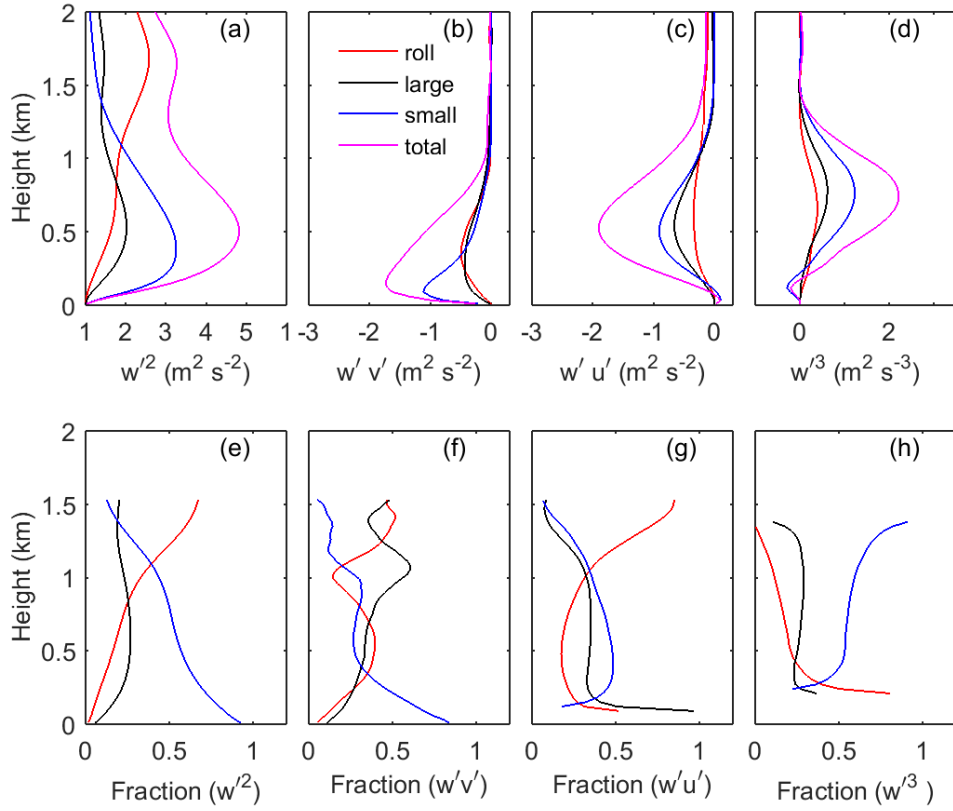 (a) (b) (c) (d)
2
1.5
1
0.5
0
Height (km)
roll
large
small
total
1 2 3 4 5 1
-3 -2 -1 0
-3 -2 -1 0
0 2
w′² (m² s⁻²)
w′ v′ (m² s⁻²)
w′ u′ (m² s⁻²)
w′³ (m² s⁻³)
(e) (f) (g) (h)
2
1.5
1
0.5
0
Height (km)
0 0.5 1
0 0.5 1
0 0.5 1
0 0.5 1
Fraction (w′²)
Fraction (w′v′)
Fraction (w′u′)
Fraction (w′³ )